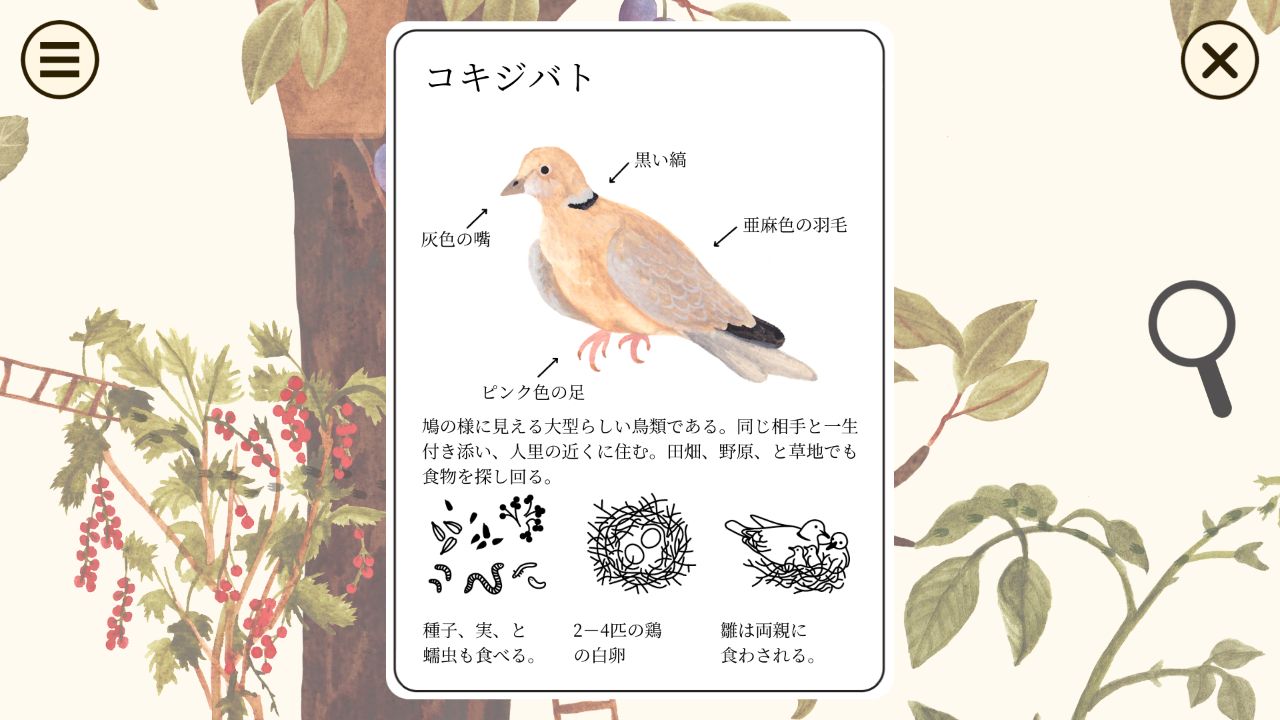 コキジバト
黒い縞
亜麻色の羽毛
灰色の嘴
ピンク色の足
鳩の様に見える大型らしい鳥類である。同じ相手と一生
付き添い、人里の近くに住む。田畑、野原、と草地でも
食物を探し回る。
種子、実、と
蠕虫も食べる。
2－4匹の鶏
の白卵
雛は両親に
食わされる。